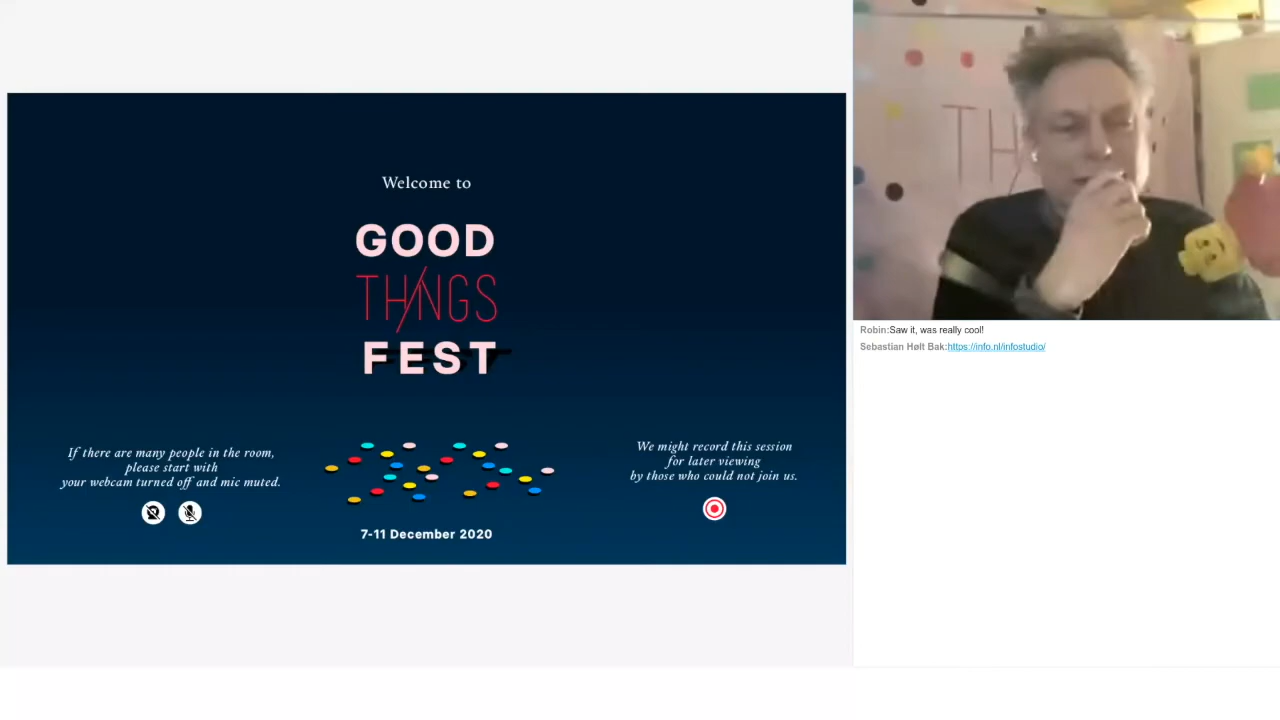 Welcome to
GOOD
THINGS
FEST
If there are many people in the room,
please start with
your webcam turned off and mic muted.
We might record this session
for later viewing
by those who could not join us.
7-11 December 2020
TH
Robin:Saw it, was really cool!
Sebastian Hølt Bak:https://info.nl/infostudio/